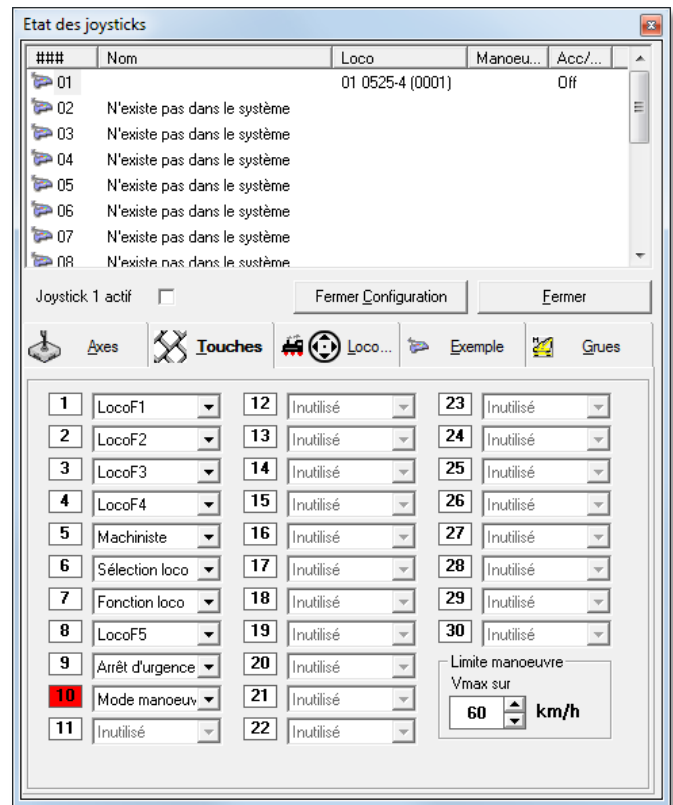 Etat des joysticks
### Nom Loco Manoeu... Acc/...
01 01 0525-4 (0001) Off
02 N'existe pas dans le système
03 N'existe pas dans le système
04 N'existe pas dans le système
05 N'existe pas dans le système
06 N'existe pas dans le système
07 N'existe pas dans le système
08 N'existe pas dans le système
Joystick 1 actif Fermer Configuration Fermer
Axes Touches Loco... Exemple Grues
1 LocoF1 12 Inutilisé 23 Inutilisé
2 LocoF2 13 Inutilisé 24 Inutilisé
3 LocoF3 14 Inutilisé 25 Inutilisé
4 LocoF4 15 Inutilisé 26 Inutilisé
5 Machiniste 16 Inutilisé 27 Inutilisé
6 Sélection loco 17 Inutilisé 28 Inutilisé
7 Fonction loco 18 Inutilisé 29 Inutilisé
8 LocoF5 19 Inutilisé 30 Inutilisé
9 Arrêt d'urgence 20 Inutilisé Limite manoeuvre
10 Mode manoeuv 21 Inutilisé Vmax sur
11 Inutilisé 22 Inutilisé 60 km/h